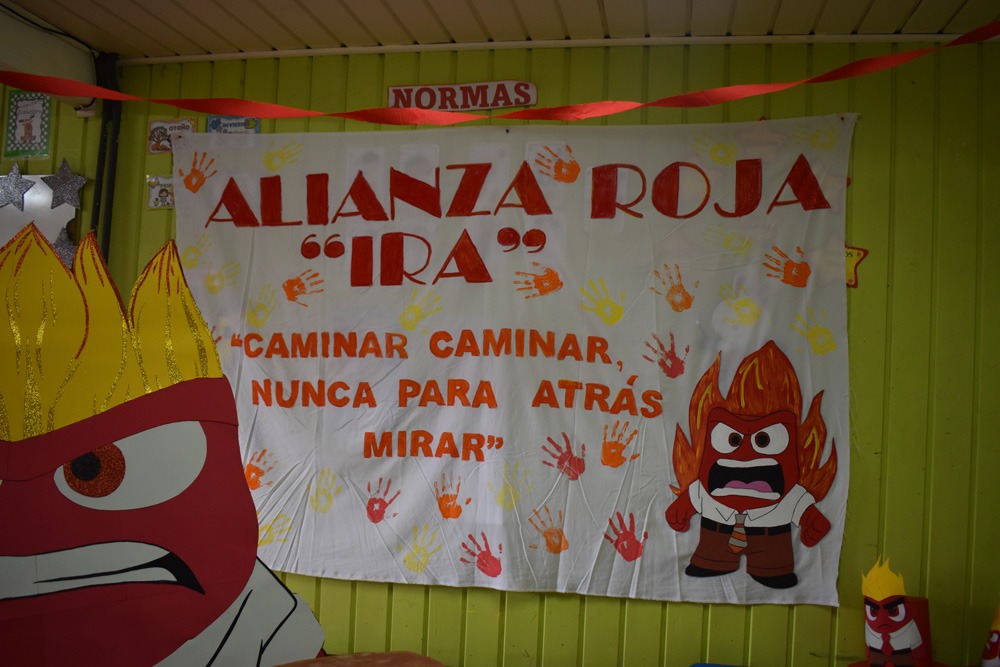 NORMAS
ALIANZA ROJA
“IRA”
“CAMINAR CAMINAR,
NUNCA PARA ATRÁS
MIRAR”